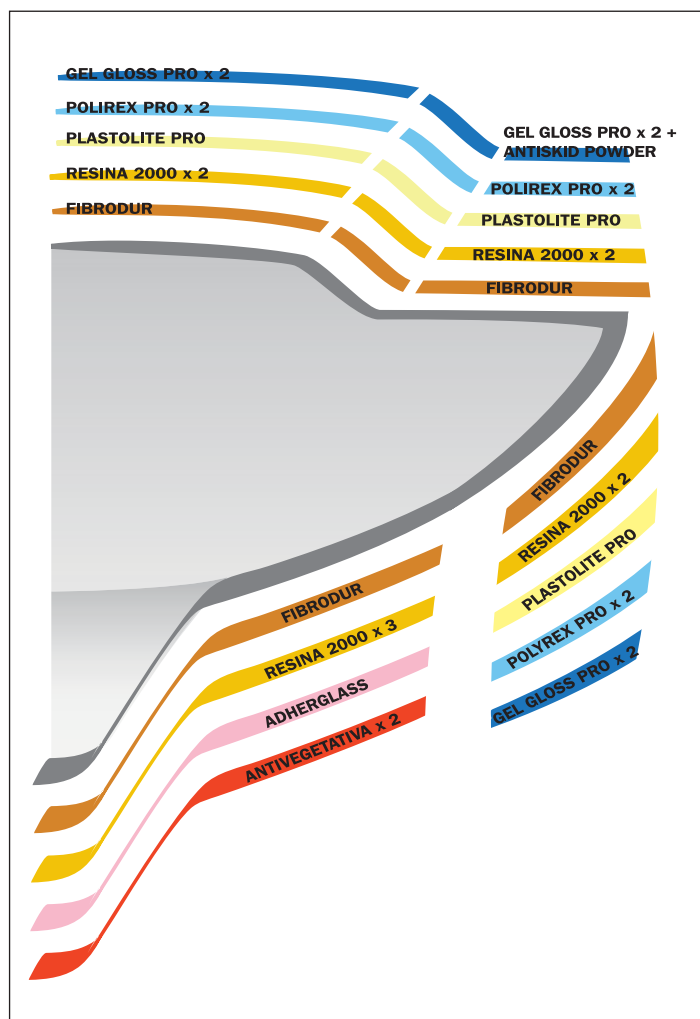 GEL GLOSS PRO x 2
POLIREX PRO x 2
PLASTOLITE PRO
RESINA 2000 x 2
FIBRODUR
GEL GLOSS PRO x 2 +
ANTISKID POWDER
POLIREX PRO x 2
PLASTOLITE PRO
RESINA 2000 x 2
FIBRODUR
FIBRODUR
RESINA 2000 x 2
PLASTOLITE PRO
POLYREX PRO x 2
GEL GLOSS PRO x 2
FIBRODUR
RESINA 2000 x 3
ADHERGLASS
ANTIVEGETATIVA x 2